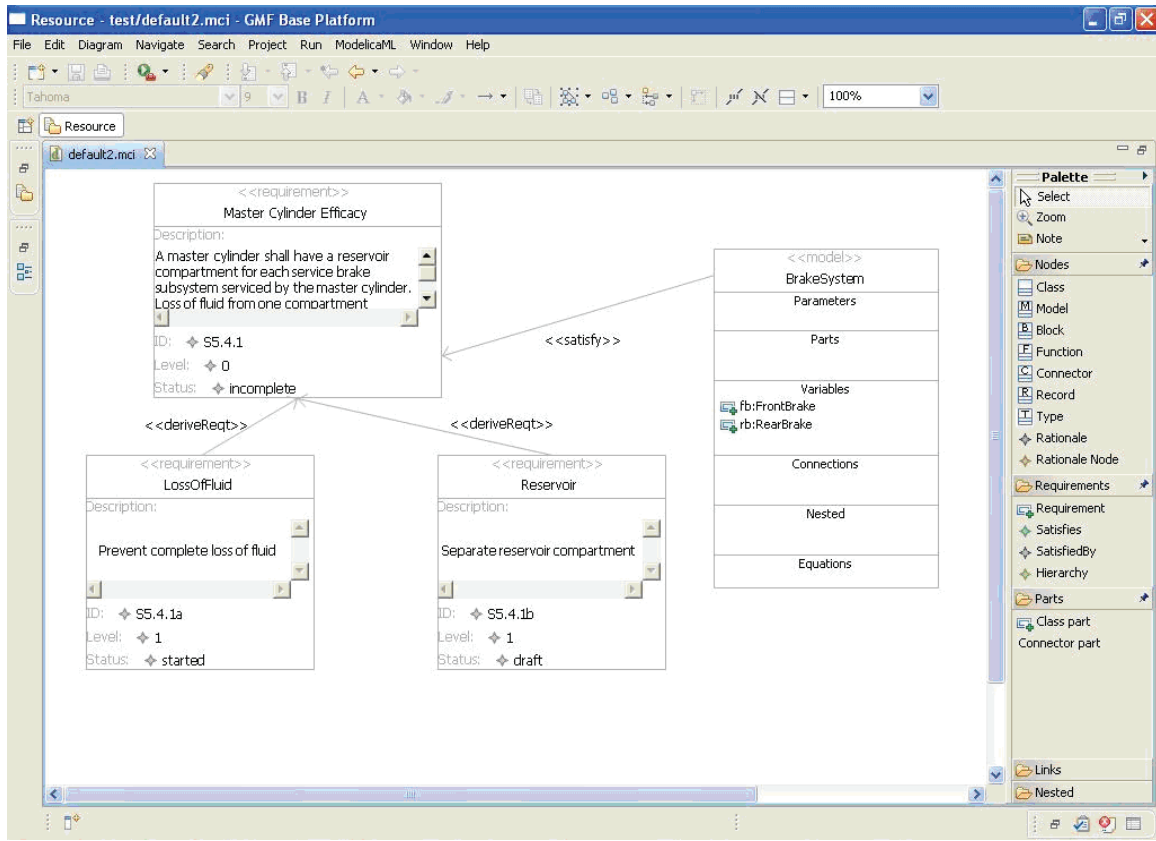 Resource - test/default2.mci - GMF Base Platform
File Edit Diagram Navigate Search Project Run ModelicaML Window Help
Tahoma 9 B I A 100%
Resource
default2.mci
<<requirement>>
Master Cylinder Efficacy
Description:
A master cylinder shall have a reservoir
compartment for each service brake
subsystem serviced by the master cylinder.
Loss of fluid from one compartment
ID: S5.4.1
Level: 0
Status: incomplete
<<satisfy>>
<<deriveReqt>>
<<deriveReqt>>
<<requirement>>
LossOfFluid
Description:
Prevent complete loss of fluid
ID: S5.4.1a
Level: 1
Status: started
<<requirement>>
Reservoir
Description:
Separate reservoir compartment
ID: S5.4.1b
Level: 1
Status: draft
<<model>>
BrakeSystem
Parameters
Parts
Variables
fb:FrontBrake
rb:RearBrake
Connections
Nested
Equations
Palette
Select
Zoom
Note
Nodes
Class
M Model
B Block
F Function
C Connector
R Record
T Type
Rationale
Rationale Node
Requirements
Requirement
Satisfies
SatisfiedBy
Hierarchy
Parts
Class part
Connector part
Links
Nested